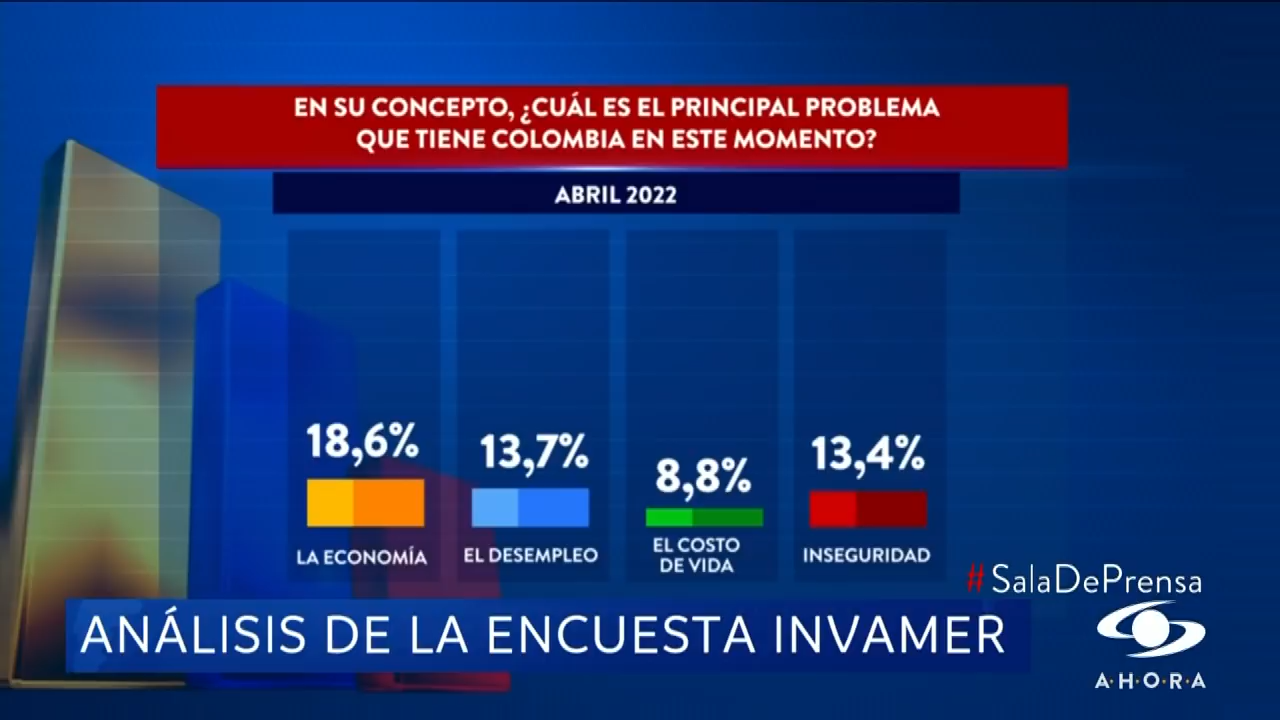 EN SU CONCEPTO, ¿CUÁL ES EL PRINCIPAL PROBLEMA
QUE TIENE COLOMBIA EN ESTE MOMENTO?
ABRIL 2022
18,6%
13,7%
8,8%
13,4%
LA ECONOMÍA
EL DESEMPLEO
EL COSTO
DE VIDA
INSEGURIDAD
#SalaDePrensa
ANÁLISIS DE LA ENCUESTA INVAMER
A·H·O·R·A